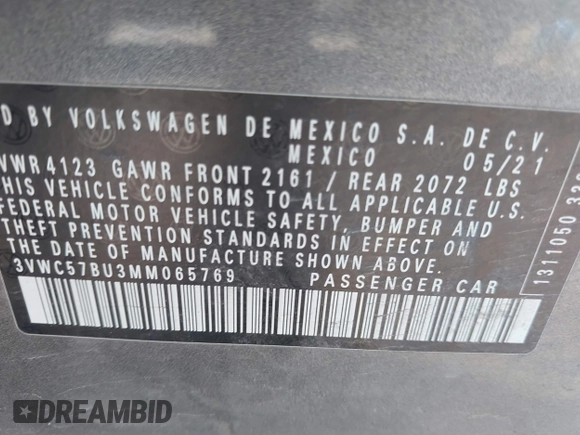 D BY VOLKSWAGEN DE MEXICO S.A. DE C.V.
MEXICO 05/21
VWR 4123 GAWR FRONT 2161 / REAR 2072 LBS
THIS VEHICLE CONFORMS TO ALL APPLICABLE U.S.
FEDERAL MOTOR VEHICLE SAFETY, BUMPER AND
THEFT PREVENTION STANDARDS IN EFFECT ON
THE DATE OF MANUFACTURE SHOWN ABOVE.
3VWC57BU3MM065769 PASSENGER CAR
1311050
DREAMBID